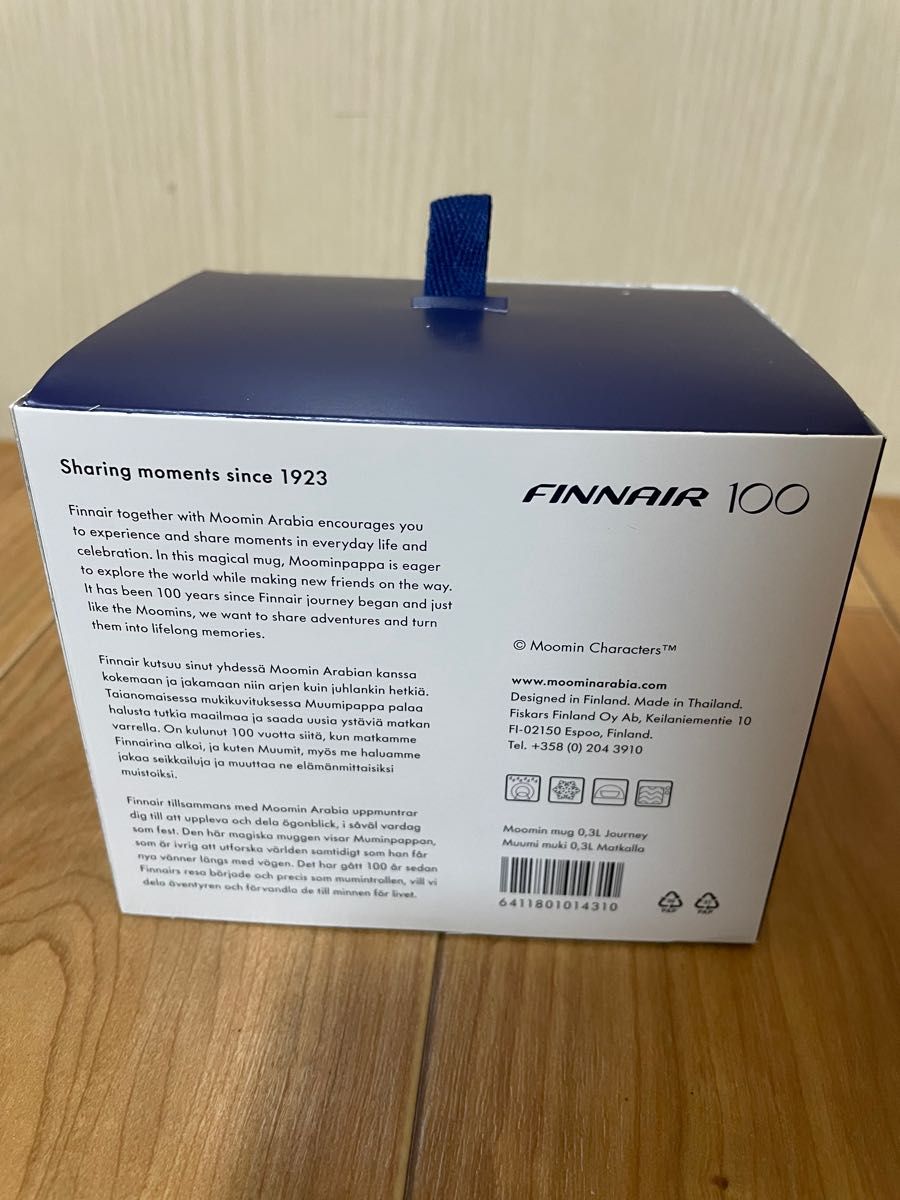 Sharing moments since 1923
Finnair together with Moomin Arabia encourages you
to experience and share moments in everyday life and
celebration. In this magical mug, Moominpappa is eager
to explore the world while making new friends on the way.
It has been 100 years since Finnair journey began and just
like the Moomins, we want to share adventures and turn
them into lifelong memories.
Finnair kutsuu sinut yhdessä Moomin Arabian kanssa
kokemaan ja jakamaan niin arjen kuin juhlankin hetkiä.
Taianomaisessa mukikuvituksessa Muumipappa palaa
halusta tutkia maailmaa ja saada uusia ystäviä matkan
varrella. On kulunut 100 vuotta siitä, kun matkamme
Finnairina alkoi, ja kuten Muumit, myös me haluamme
jakaa seikkailuja ja muuttaa ne elämänmittaisiksi
muistoiksi.
Finnair tillsammans med Moomin Arabia uppmuntrar
dig till att uppleva och dela ögonblick, i såväl vardag
som fest. Den här magiska muggen visar Muminpappan,
som är ivrig att utforska världen samtidigt som han får
nya vänner längs med vägen. Det har gått 100 år sedan
Finnairs resa började och precis som mumintrollen, vill vi
dela äventyren och förvandla de till minnen för livet.
FINNAIR 100
© Moomin Characters™
www.moominarabia.com
Designed in Finland. Made in Thailand.
Fiskars Finland Oy Ab, Keilaniementie 10
FI-02150 Espoo, Finland.
Tel. +358 (0) 204 3910
Moomin mug 0,3L Journey
Muumi muki 0,3L Matkalla
6411801014310
PAP
PAP